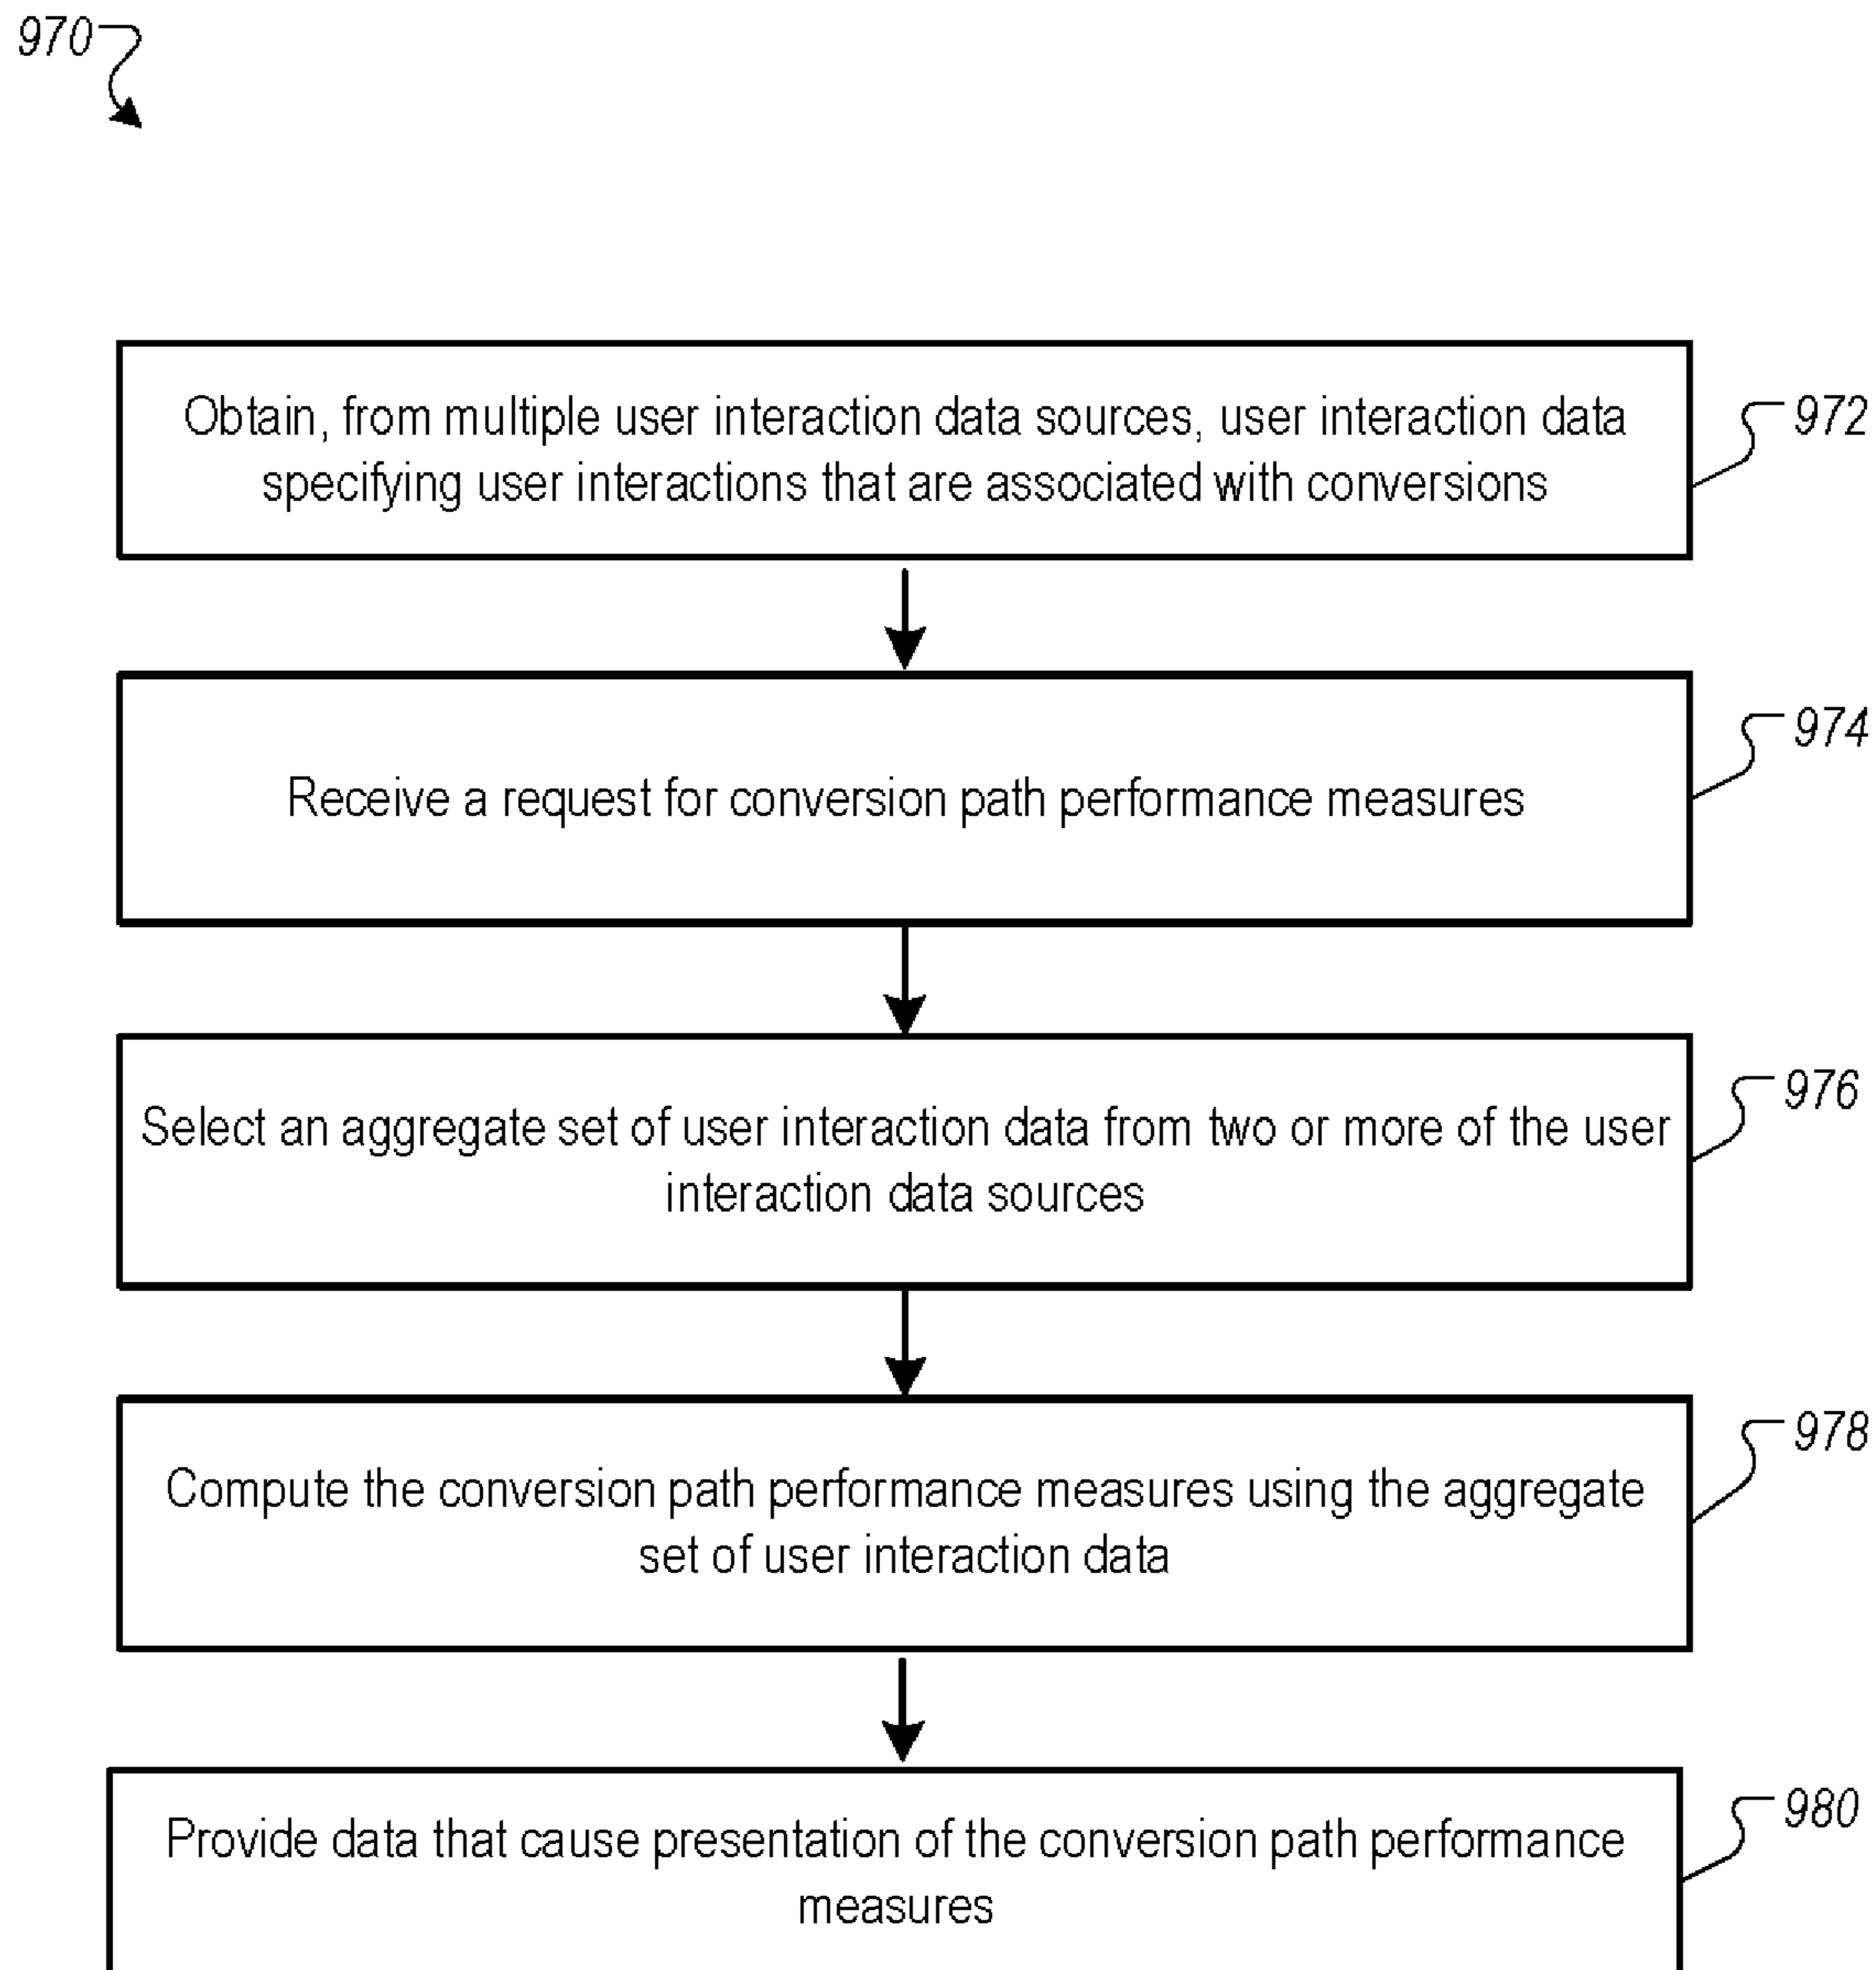 970
Obtain, from multiple user interaction data sources, user interaction data
specifying user interactions that are associated with conversions
972
Receive a request for conversion path performance measures
974
Select an aggregate set of user interaction data from two or more of the user
interaction data sources
976
Compute the conversion path performance measures using the aggregate
set of user interaction data
978
Provide data that cause presentation of the conversion path performance
measures
980